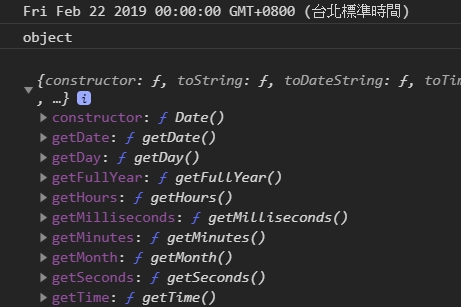 Fri Feb 22 2019 00:00:00 GMT+0800 (台北標準時間)
object
{constructor: ƒ, toString: ƒ, toDateString: ƒ, toTim
, …} i
constructor: ƒ Date()
getDate: ƒ getDate()
getDay: ƒ getDay()
getFullYear: ƒ getFullYear()
getHours: ƒ getHours()
getMilliseconds: ƒ getMilliseconds()
getMinutes: ƒ getMinutes()
getMonth: ƒ getMonth()
getSeconds: ƒ getSeconds()
getTime: ƒ getTime()